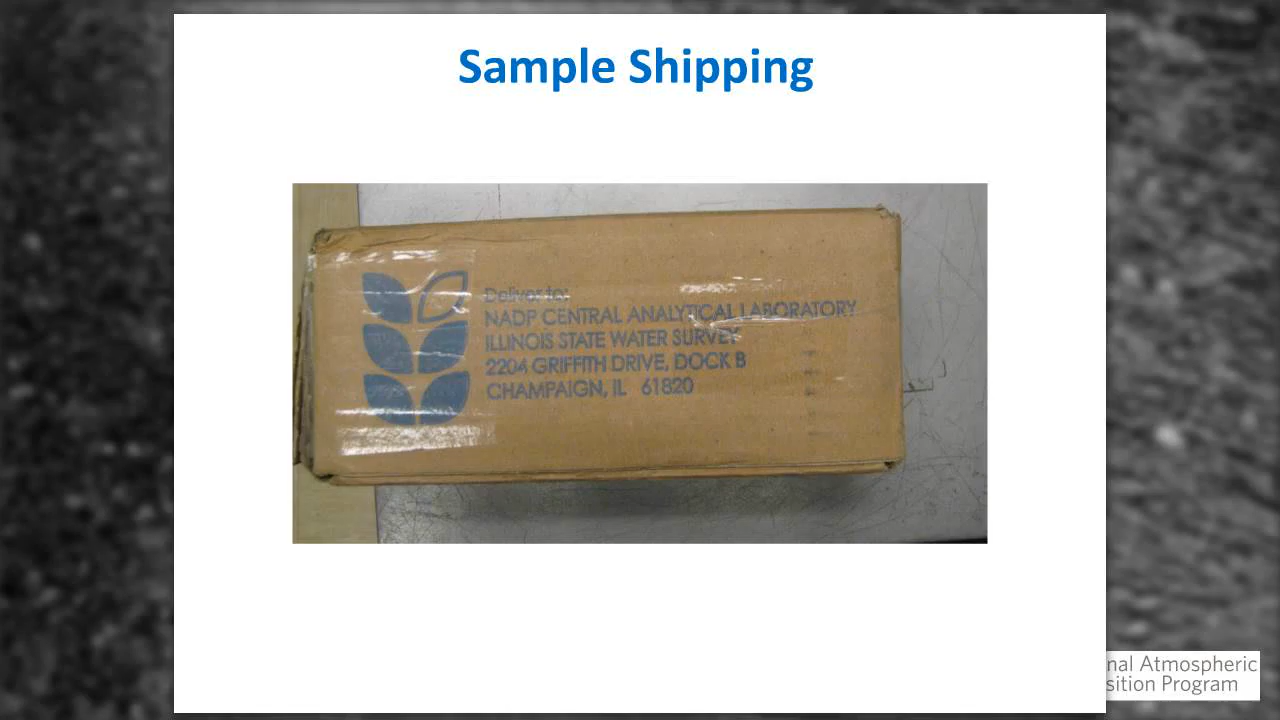 Sample Shipping
Deliver to:
NADP CENTRAL ANALYTICAL LABORATORY
ILLINOIS STATE WATER SURVEY
2204 GRIFFITH DRIVE, DOCK B
CHAMPAIGN, IL 61820
nal Atmospheric
sition Program